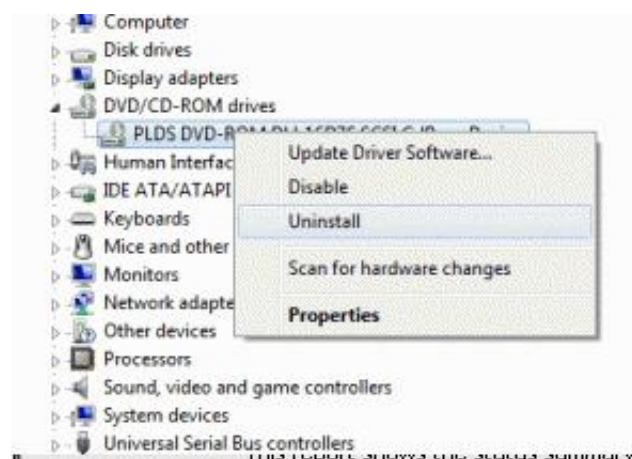 Computer
Disk drives
Display adapters
DVD/CD-ROM drives
PLDS DVD-ROM
Update Driver Software...
Human Interfac
Disable
IDE ATA/ATAPI
Uninstall
Keyboards
Mice and other
Scan for hardware changes
Monitors
Network adapte
Properties
Other devices
Processors
Sound, video and game controllers
System devices
Universal Serial Bus controllers